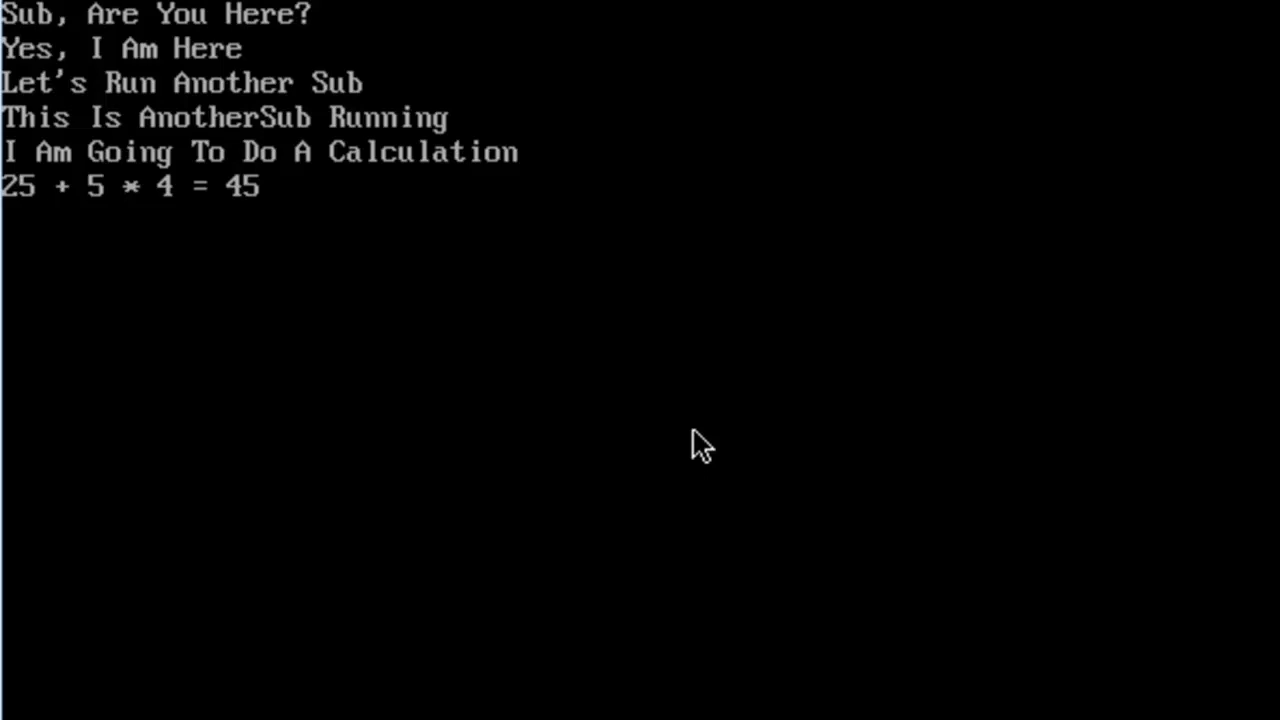 Sub, Are You Here?
Yes, I Am Here
Let's Run Another Sub
This Is AnotherSub Running
I Am Going To Do A Calculation
25 + 5 * 4 = 45